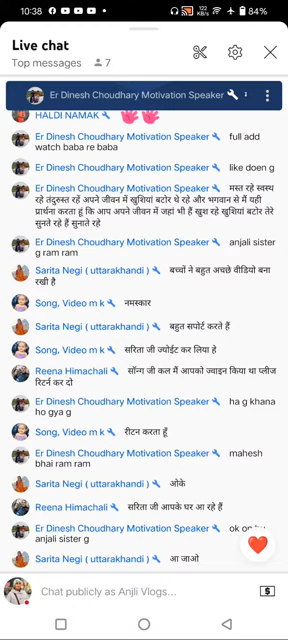 10:38
122
KB/s
84%
Live chat
Top messages 7
Er Dinesh Choudhary Motivation Speaker
HALDI NAMAK
Er Dinesh Choudhary Motivation Speaker full add
watch baba re baba
Er Dinesh Choudhary Motivation Speaker like doen g
Er Dinesh Choudhary Motivation Speaker मस्त रहे स्वस्थ
रहे तंदुरुस्त रहें अपने जीवन में खुशियां बटोर थे रहे और भगवान से मैं यही
प्रार्थना करता हूं कि आप अपने जीवन में जहां भी हैं खुश रहे खुशियां बटोर तेरे
सुनते रहे हैं सुनाते रहे
Er Dinesh Choudhary Motivation Speaker anjali sister
g ram ram
Sarita Negi ( uttarakhandi ) बच्चों ने बहुत अच्छे वीडियो बना
रखी है
Song, Video m k नमस्कार
Sarita Negi ( uttarakhandi ) बहुत सपोर्ट करते हैं
Song, Video m k सरिता जी ज्योईट कर लिया हे
Reena Himachali सॉन्ग जी कल मैं आपको ज्वाइन किया था प्लीज
रिटर्न कर दो
Er Dinesh Choudhary Motivation Speaker ha g khana
ho gya g
Song, Video m k रीटन करता हूँ
Er Dinesh Choudhary Motivation Speaker mahesh
bhai ram ram
Sarita Negi ( uttarakhandi ) ओके
Reena Himachali सरिता जी आपके घर आ रहे हैं
Er Dinesh Choudhary Motivation Speaker ok
anjali sister g
Sarita Negi ( uttarakhandi ) आ जाओ
Chat publicly as Anjli Vlogs...